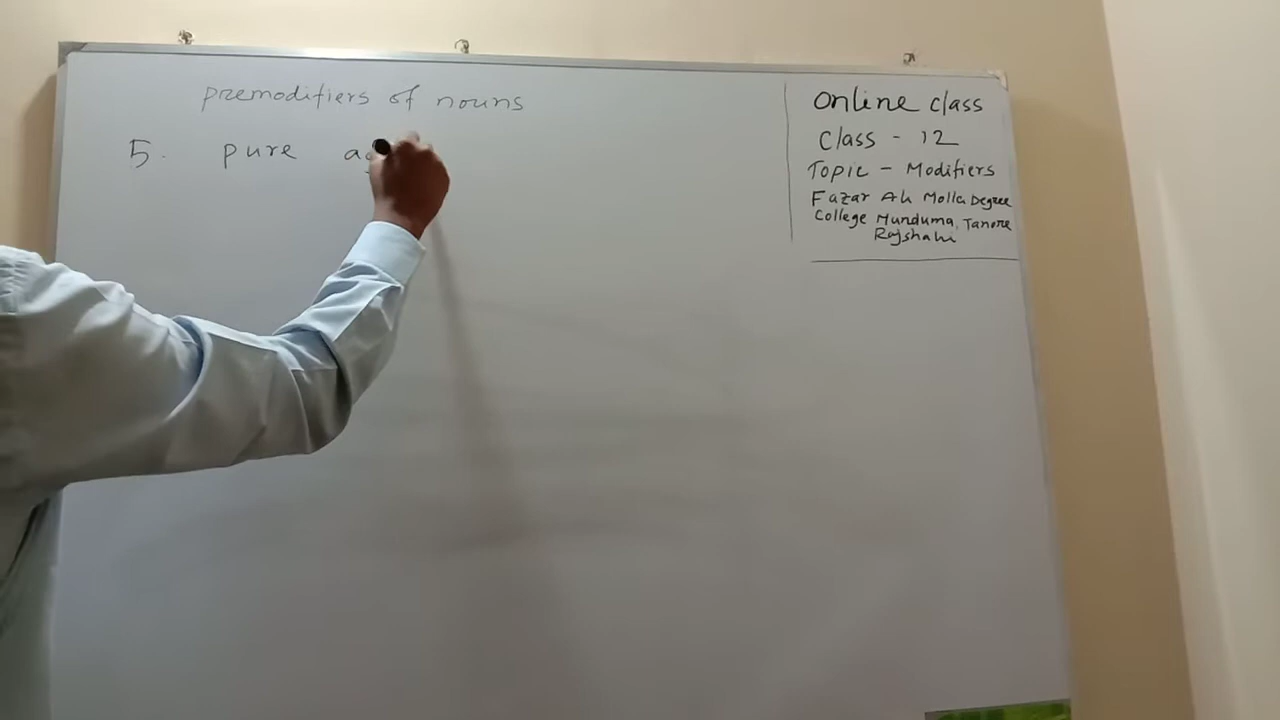 premodifiers of nouns
5. pure
Online class
Class - 12
Topic - Modifiers
Fazar Ali Molla Degree
College Munduma, Tanore
Rajshahi